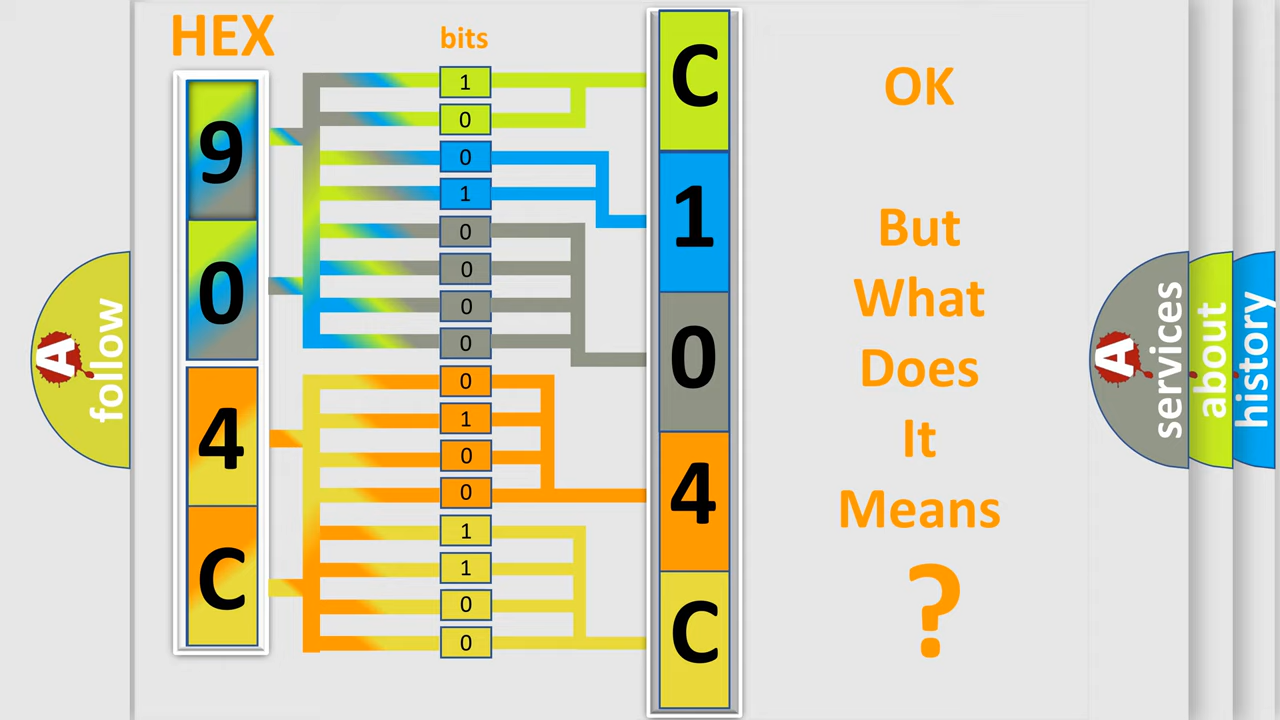 HEX
bits
9
0
4
C
1
0
0
1
0
0
0
0
0
1
0
0
1
1
0
0
C
1
0
4
C
OK
But
What
Does
It
Means
?
A
follow
A
services
about
history